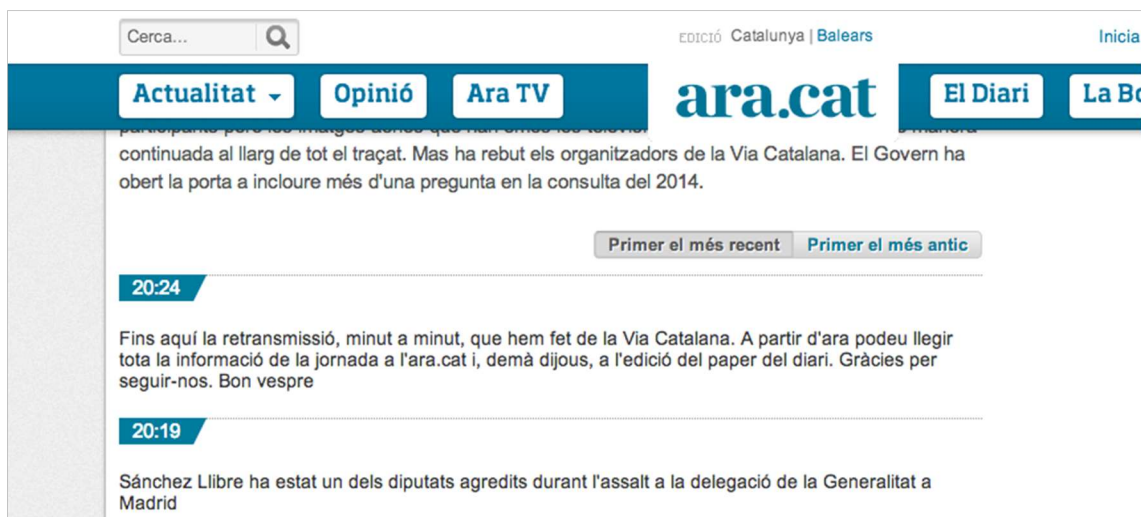 Cerca...
EDICIÓ Catalunya | Balears
Inicia
Actualitat
Opinió
Ara TV
ara.cat
El Diari
La Bo
continuada al llarg de tot el traçat. Mas ha rebut els organitzadors de la Via Catalana. El Govern ha
obert la porta a incloure més d'una pregunta en la consulta del 2014.
Primer el més recent
Primer el més antic
20:24
Fins aquí la retransmissió, minut a minut, que hem fet de la Via Catalana. A partir d'ara podeu llegir
tota la informació de la jornada a l'ara.cat i, demà dijous, a l'edició del paper del diari. Gràcies per
seguir-nos. Bon vespre
20:19
Sánchez Llibre ha estat un dels diputats agredits durant l'assalt a la delegació de la Generalitat a
Madrid